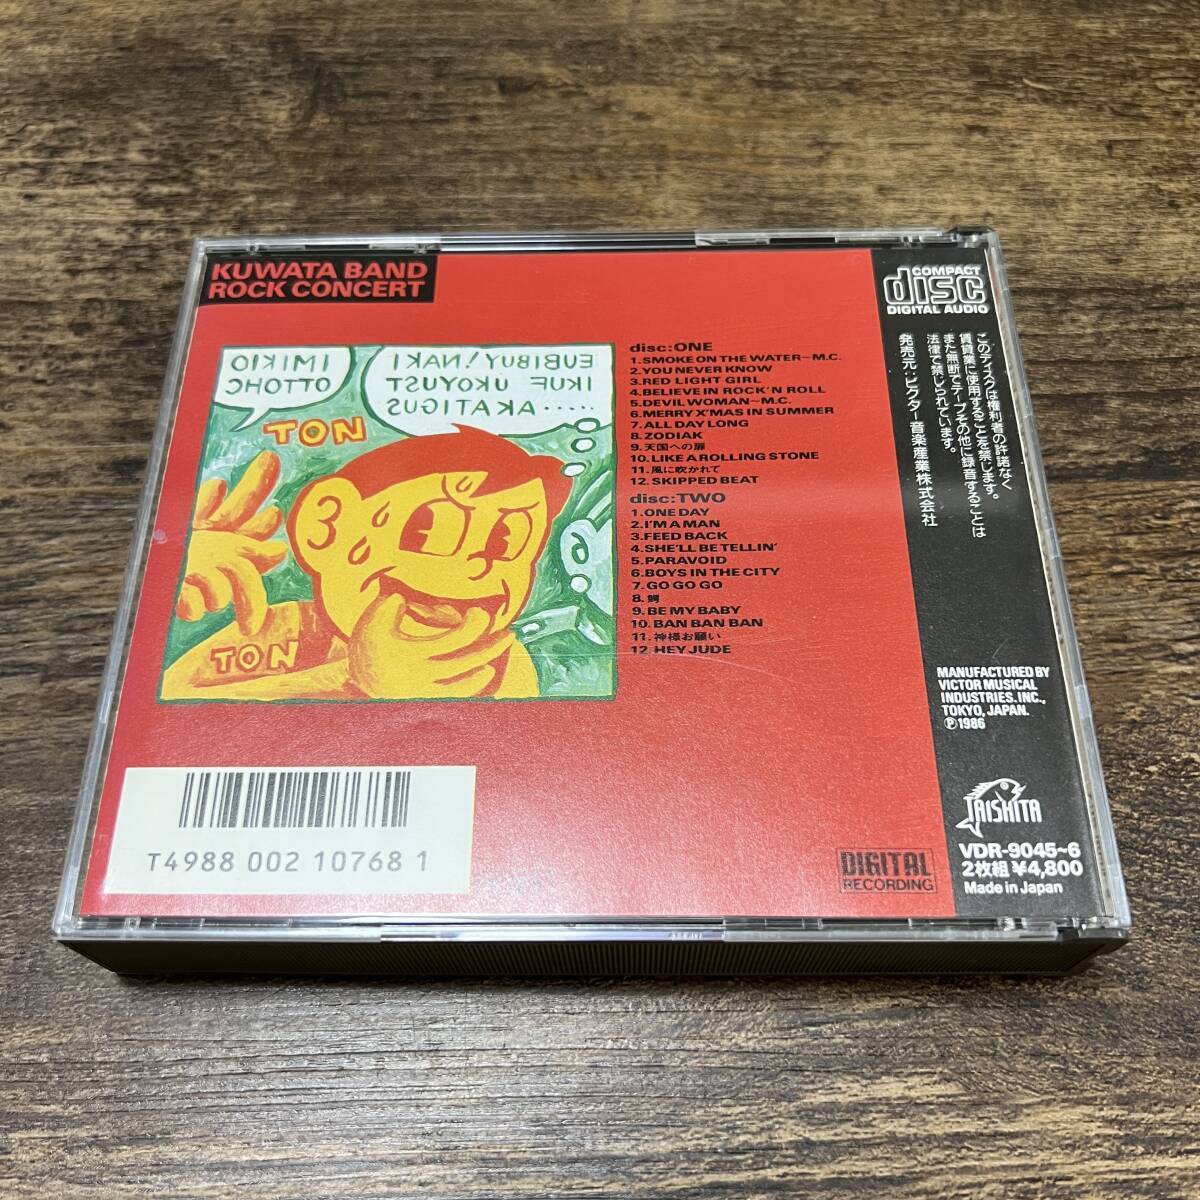 KUWATA BAND
ROCK CONCERT
IMIKIO
OTTOHC
EUBIBUY!NAKI
IKUF UKOYUST
.....AKATIGUS
TON
TON
disc:ONE
1.SMOKE ON THE WATER~M.C.
2.YOU NEVER KNOW
3.RED LIGHT GIRL
4.BELIEVE IN ROCK'N ROLL
5.DEVIL WOMAN~M.C.
6.MERRY X'MAS IN SUMMER
7.ALL DAY LONG
8.ZODIAK
9.天国への扉
10.LIKE A ROLLING STONE
11.風に吹かれて
12.SKIPPED BEAT
disc:TWO
1.ONE DAY
2.I'M A MAN
3.FEED BACK
4.SHE'LL BE TELLIN'
5.PARAVOID
6.BOYS IN THE CITY
7.GO GO GO
8.鰐
9.BE MY BABY
10.BAN BAN BAN
11.神様お願い
12.HEY JUDE
T4988 002 10768 1
DIGITAL
RECORDING
COMPACT
disc
DIGITAL AUDIO
このディスクは権利者の許諾なく
賃貸業に使用することを禁じます。
また無断でテープその他に録音することは
法律で禁じられています。
発売元:ビクター音楽産業株式会社
MANUFACTURED BY
VICTOR MUSICAL
INDUSTRIES, INC.,
TOKYO, JAPAN.
℗1986
TAISHITA
VDR-9045~6
2枚組 ¥4,800
Made in Japan